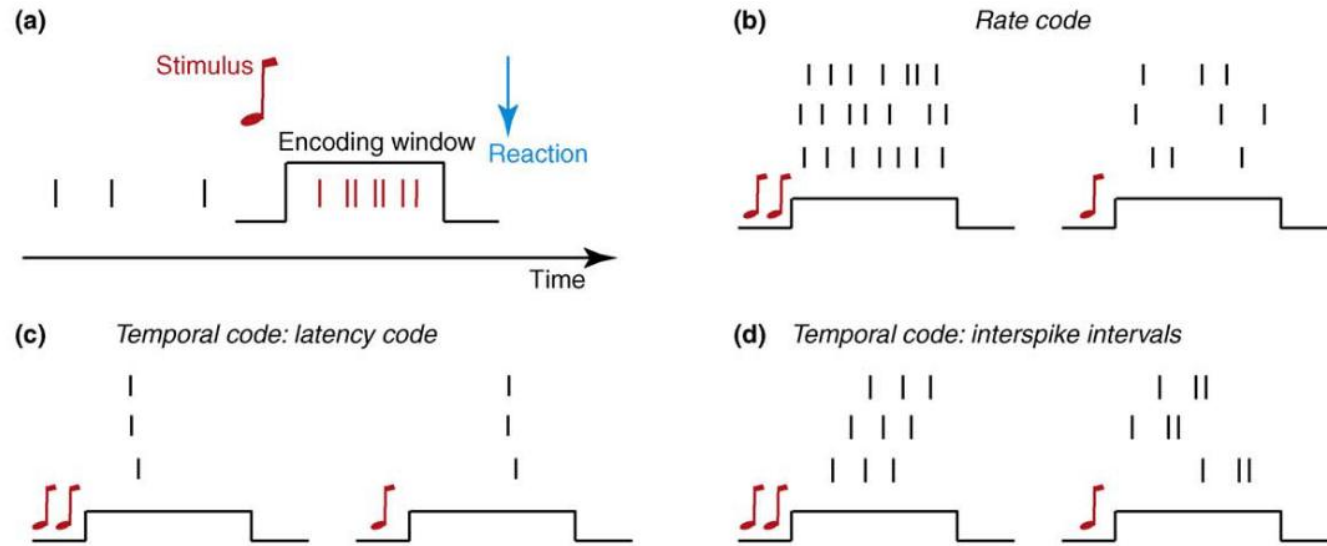 (a)
Stimulus
Encoding window
Reaction
Time
(b) Rate code
(c) Temporal code: latency code
(d) Temporal code: interspike intervals